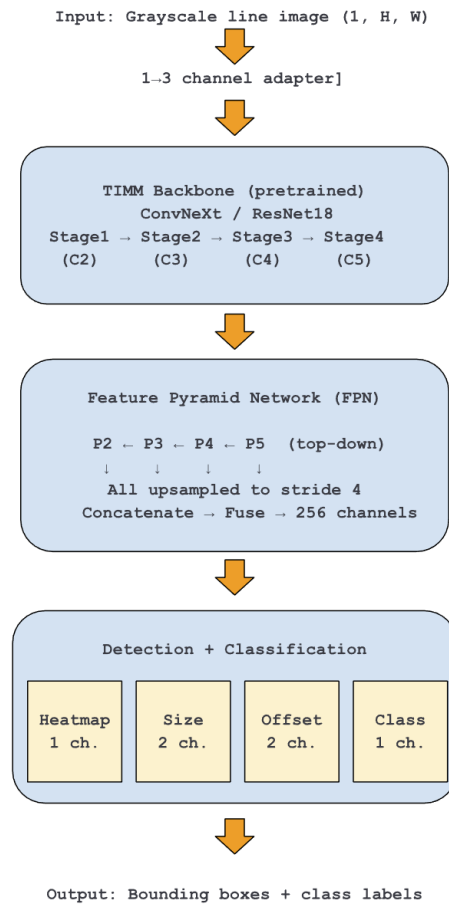 Input: Grayscale line image (1, H, W)
1→3 channel adapter]
TIMM Backbone (pretrained)
ConvNeXt / ResNet18
Stage1 → Stage2 → Stage3 → Stage4
(C2) (C3) (C4) (C5)
Feature Pyramid Network (FPN)
P2 ← P3 ← P4 ← P5 (top-down)
↓ ↓ ↓ ↓
All upsampled to stride 4
Concatenate → Fuse → 256 channels
Detection + Classification
Heatmap Size Offset Class
1 ch. 2 ch. 2 ch. 1 ch.
Output: Bounding boxes + class labels